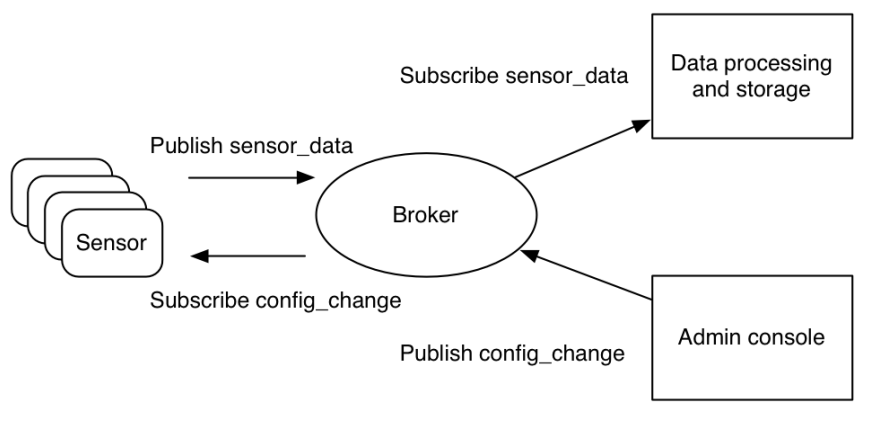 Data processing
and storage
Subscribe sensor_data
Publish sensor_data
Broker
Sensor
Subscribe config_change
Admin console
Publish config_change